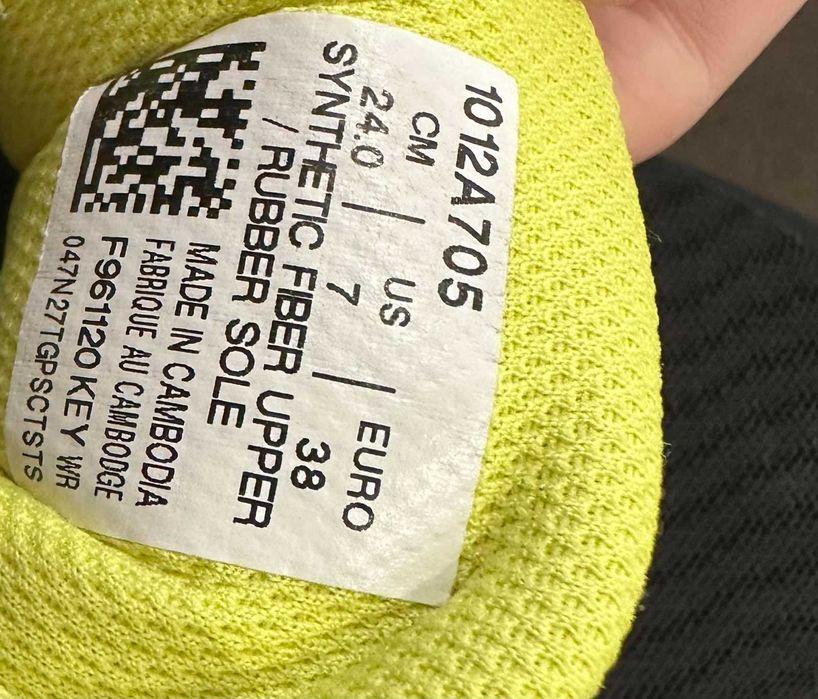 1012A705
CM | US | EURO
24.0 7 38
SYNTHETIC FIBER UPPER
/ RUBBER SOLE
MADE IN CAMBODIA
FABRIQUE AU CAMBODGE
F961120 KEY WR
047N27TGPSCTSTS